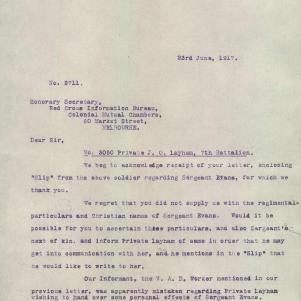 23rd June, 1917.
No. 2711.
Honorary Secretary,
Red Cross Information Bureau,
Colonial Mutual Chambers,
60 Market Street,
MELBOURNE.
Dear Sir,
No. 3050 Private J. C. Layham, 7th Battalion.
We beg to acknowledge receipt of your letter, enclosing
"Slip" from the above soldier regarding Sergeant Evans, for which we
thank you.
We regret that you did not supply us with the regimental-
particulars and Christian names of Sergeant Evans. Would it be
possible for you to ascertain these particulars, and also Sergeant's
next of kin, and inform Private Layham of same in order that he may
get into communication with her, and he mentions in the "Slip" that
he would like to write to her.
Our Informant, the V. A. D. Worker mentioned in our
previous letter, was apparently mistaken regarding Private Layham
wishing to hand over some personal effects of Sergeant Evans.